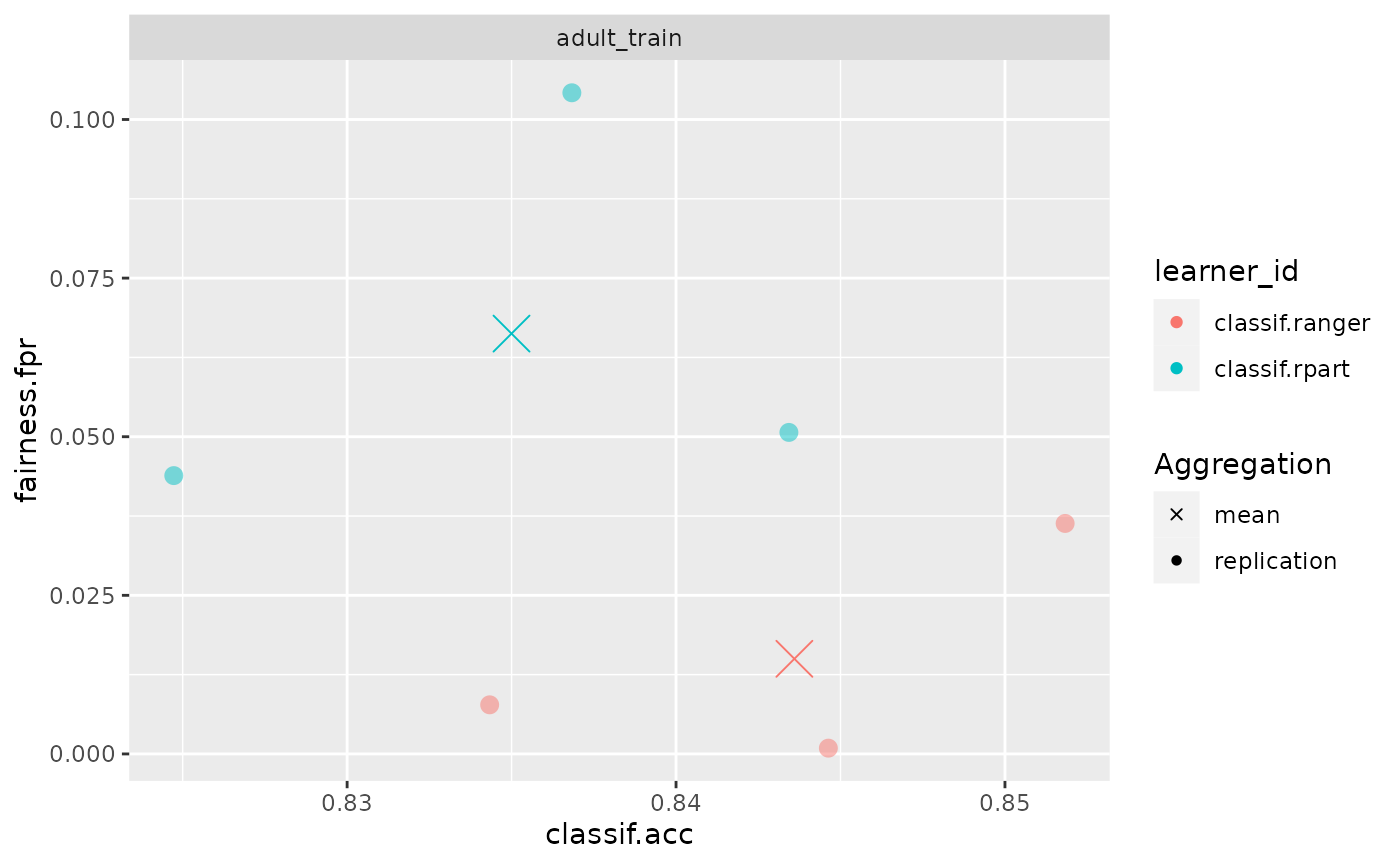 adult_train
0.100
0.075
0.050
0.025
0.000
fairness.fpr
0.83
0.84
0.85
classif.acc
learner_id
classif.ranger
classif.rpart
Aggregation
mean
replication